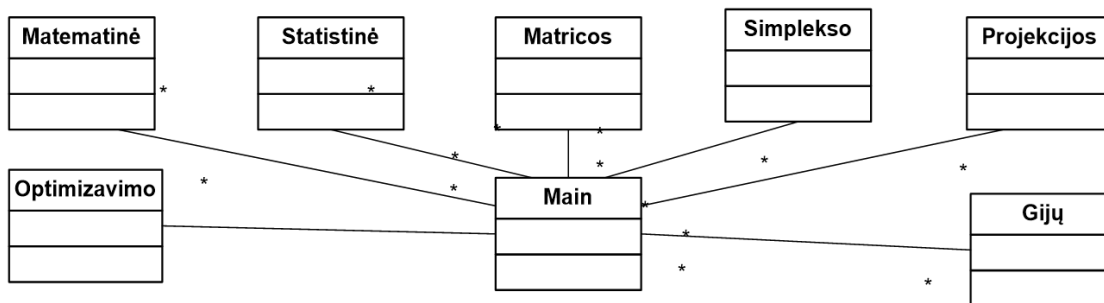 Matematinė
Statistinė
Matricos
Simplekso
Projekcijos
*
*
*
*
*
*
*
*
*
*
Optimizavimo
Main
Gijų
*
*
*
*